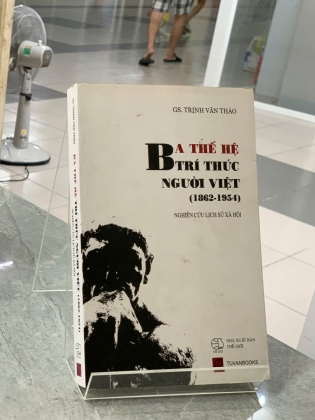 GS. TRỊNH VĂN THẢO
BA THẾ HỆ
TRÍ THỨC
NGƯỜI VIỆT
(1862-1954)
NGHIÊN CỨU LỊCH SỬ XÃ HỘI
NHÀ XUẤT BẢN
THẾ GIỚI
TUVANBOOKS